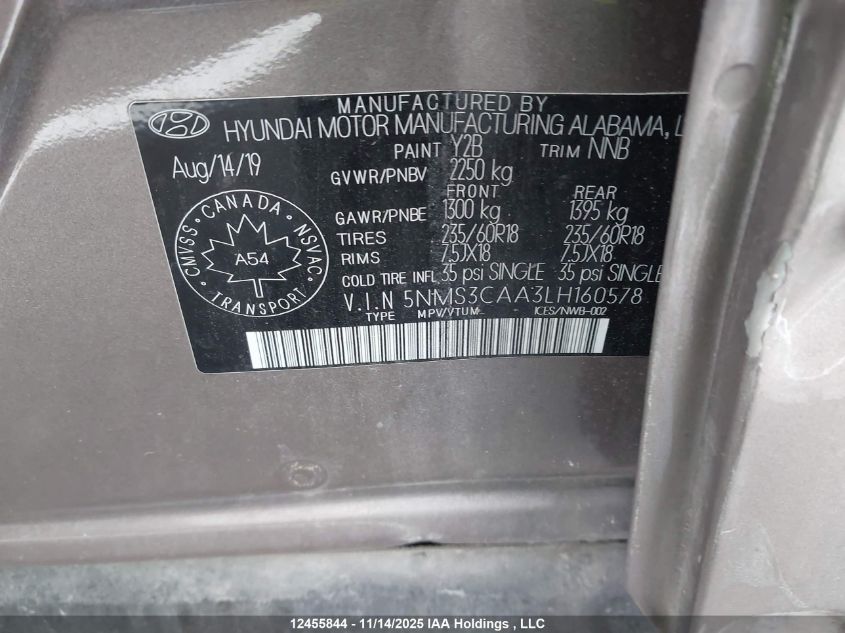 MANUFACTURED BY
HYUNDAI MOTOR MANUFACTURING ALABAMA,
Aug/14/19 PAINT Y2B TRIM NNB
GVWR/PNBV 2250 kg
FRONT REAR
GAWR/PNBE 1300 kg 1395 kg
TIRES 235/60R18 235/60R18
RIMS 7.5JX18 7.5JX18
COLD TIRE INFL 35 psi SINGLE 35 psi SINGLE
CMVSS CANADA NSVAC
A54
TRANSPORT
V.I.N 5NMS3CAA3LH160578
TYPE MPV/VTUM ICES/NWB-002
12455844 - 11/14/2025 IAA Holdings , LLC